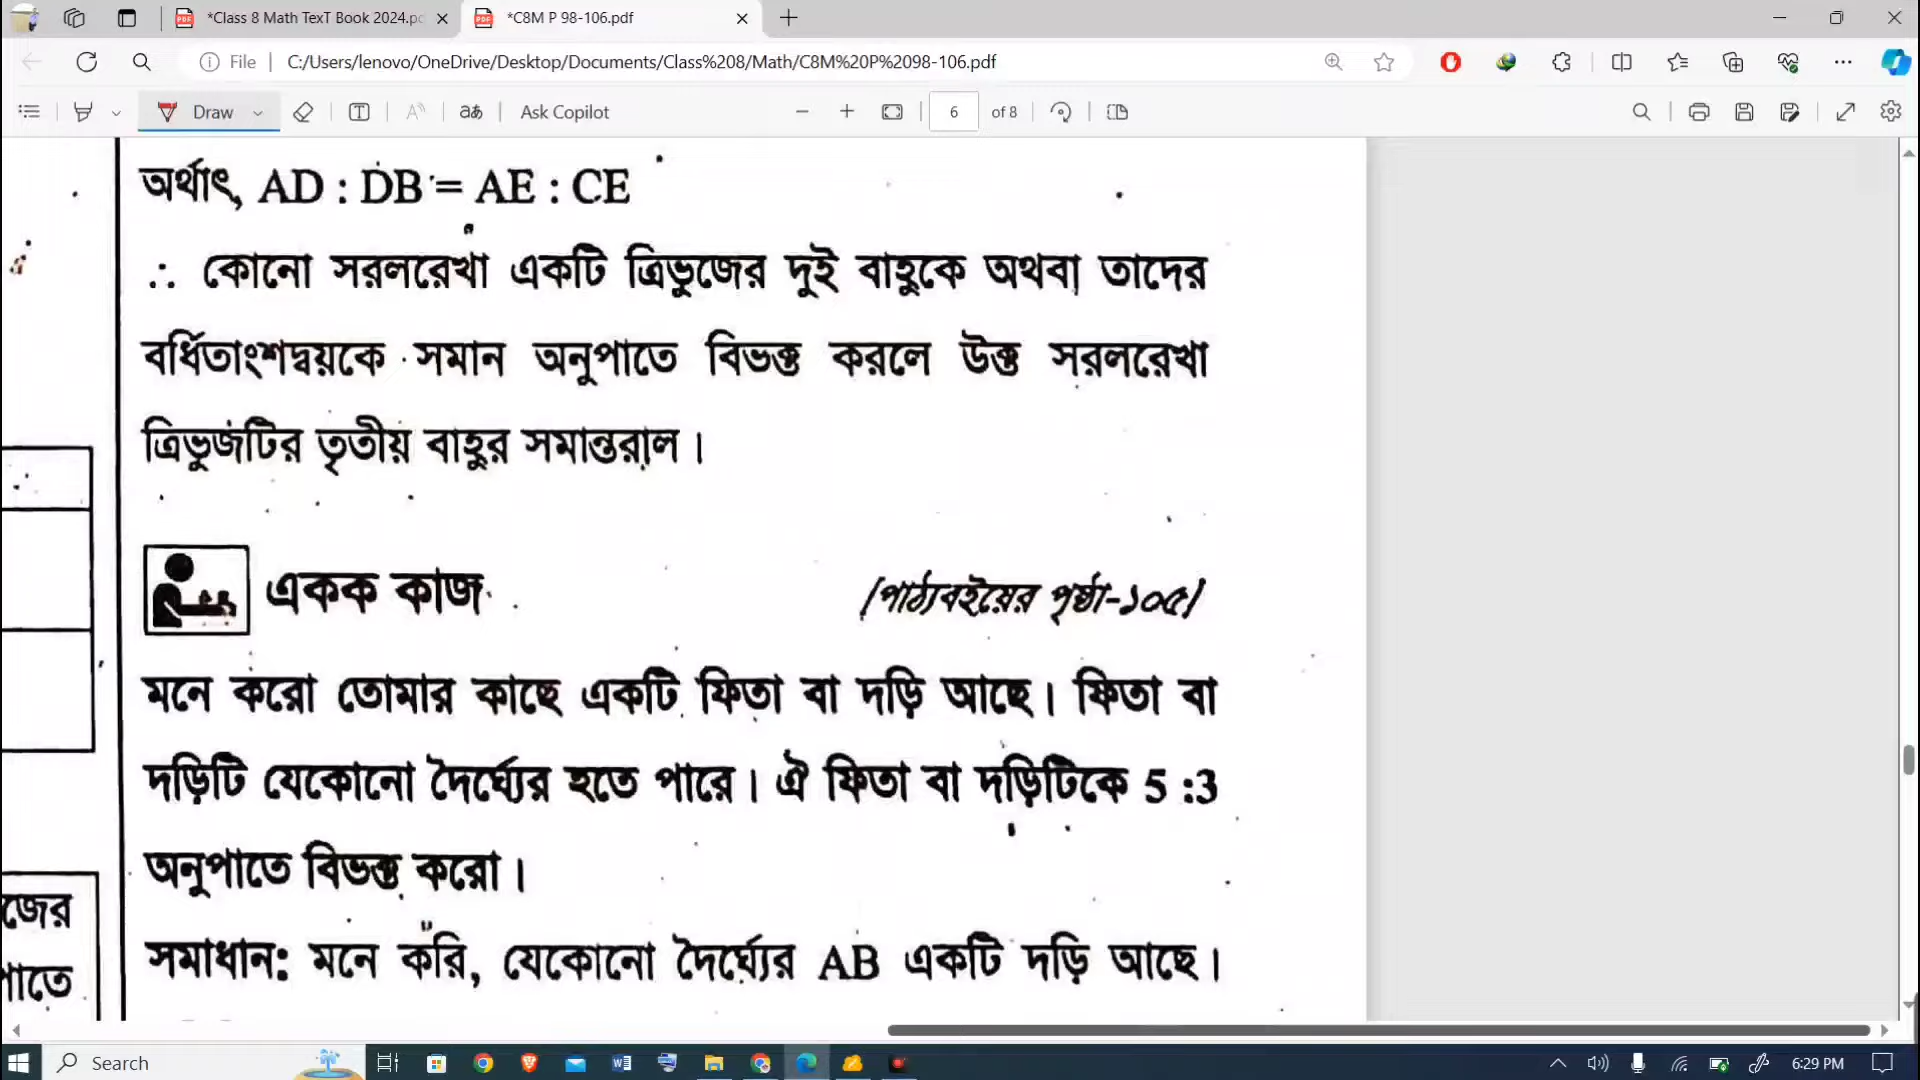 *Class 8 Math TexT Book 2024.pc
*C8M P 98-106.pdf
File
C:/Users/lenovo/OneDrive/Desktop/Documents/Class%208/Math/C8M%20P%2098-106.pdf
Draw
Ask Copilot
6 of 8
অর্থাৎ, AD : DB = AE : CE
∴ কোনো সরলরেখা একটি ত্রিভুজের দুই বাহুকে অথবা তাদের
বর্ধিতাংশদ্বয়কে সমান অনুপাতে বিভক্ত করলে উক্ত সরলরেখা
ত্রিভুজটির তৃতীয় বাহুর সমান্তরাল।
একক কাজ
[পাঠ্যবইয়ের পৃষ্ঠা-১০৫]
মনে করো তোমার কাছে একটি ফিতা বা দড়ি আছে। ফিতা বা
দড়িটি যেকোনো দৈর্ঘ্যের হতে পারে। ঐ ফিতা বা দড়িটিকে 5 :3
অনুপাতে বিভক্ত করো।
সমাধান: মনে করি, যেকোনো দৈর্ঘ্যের AB একটি দড়ি আছে।
জের
পাতে
Search
6:29 PM